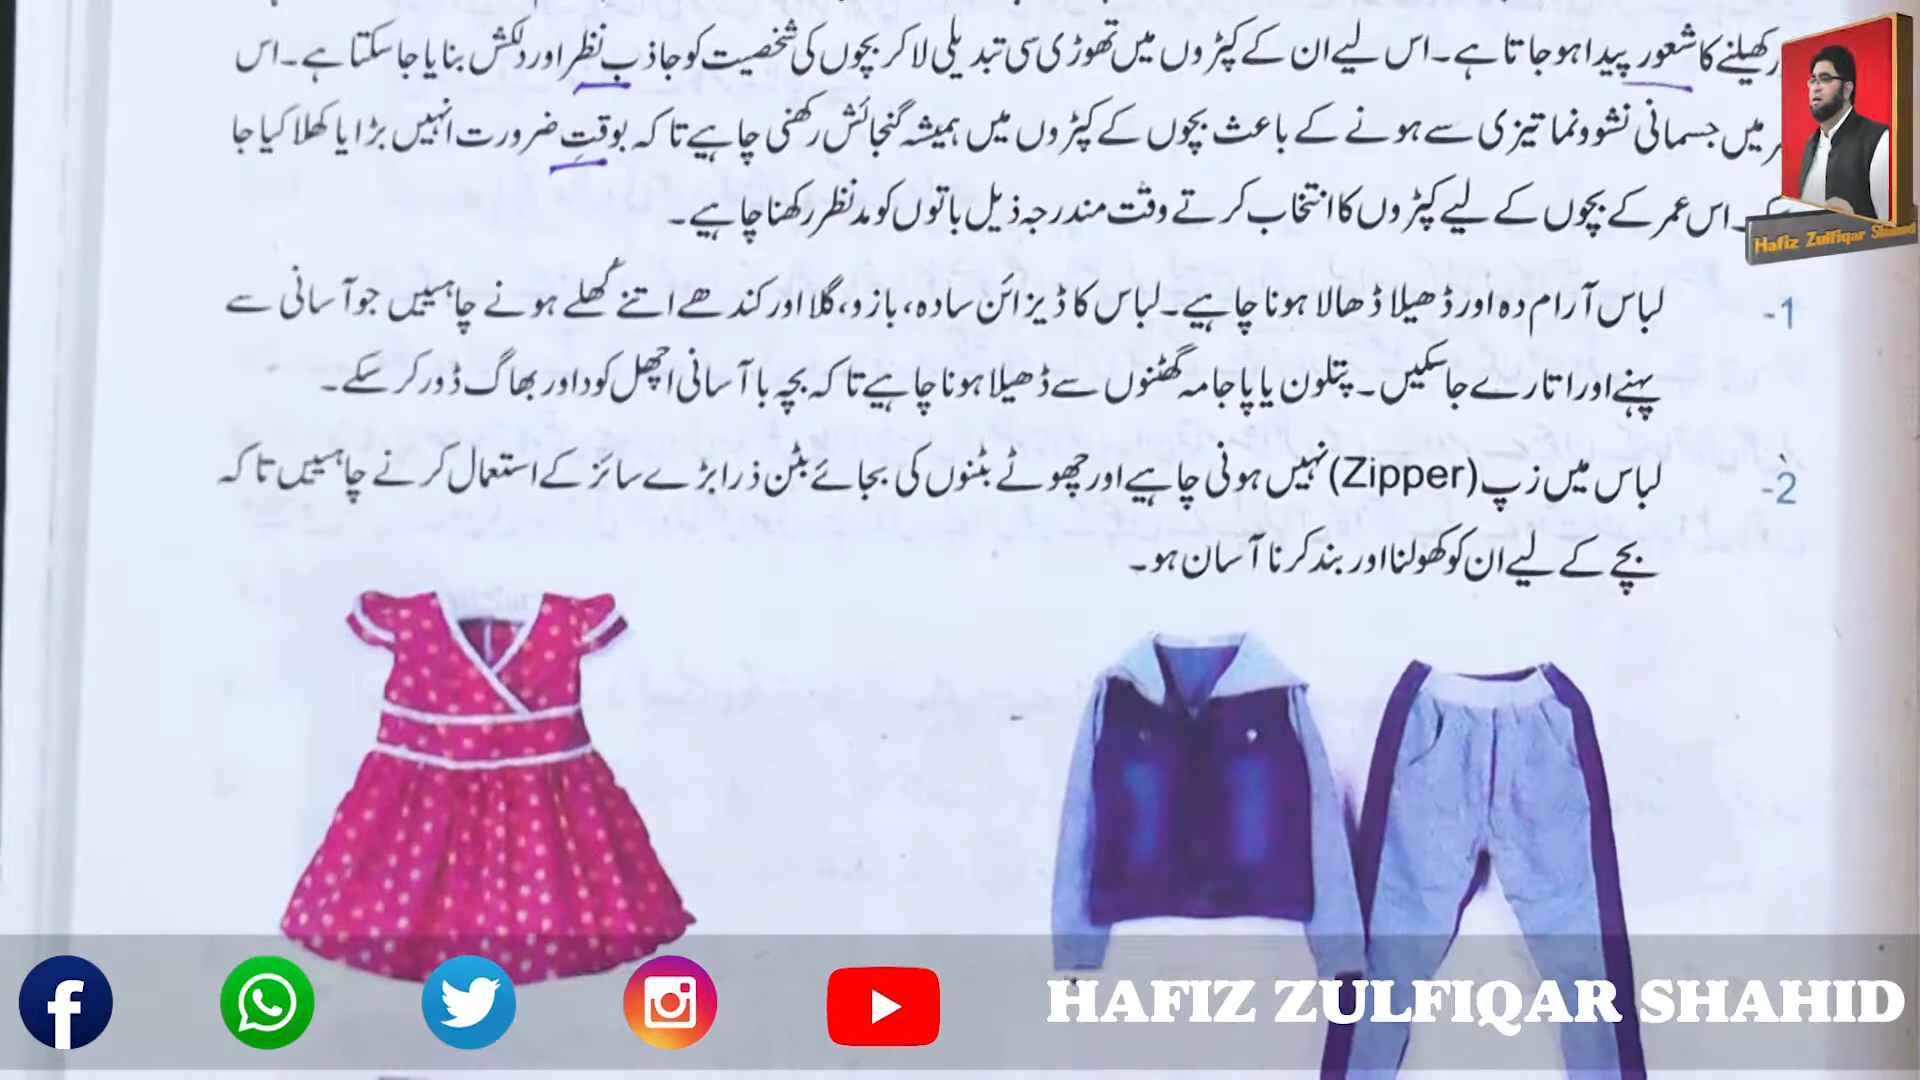 کھیلنے کا شعور پیدا ہو جاتا ہے۔ اس لیے ان کے کپڑوں میں تھوڑی سی تبدیلی لا کر بچوں کی شخصیت کو جاذب نظر اور دلکش بنایا جا سکتا ہے۔ اس
میں جسمانی نشوونما تیزی سے ہونے کے باعث بچوں کے کپڑوں میں ہمیشہ گنجائش رکھنی چاہیے تاکہ بوقتِ ضرورت انہیں بڑا یا کھلا کیا جا
۔ اس عمر کے بچوں کے لیے کپڑوں کا انتخاب کرتے وقت مندرجہ ذیل باتوں کو مدنظر رکھنا چاہیے۔
1- لباس آرام دہ اور ڈھیلا ڈھالا ہونا چاہیے۔ لباس کا ڈیزائن سادہ، بازو، گلا اور کندھے اتنے کُھلے ہونے چاہییں جو آسانی سے
پہنے اور اتارے جا سکیں۔ پتلون یا پاجامہ گھٹنوں سے ڈھیلا ہونا چاہیے تاکہ بچہ با آسانی اچھل کود اور بھاگ دوڑ کر سکے۔
2- لباس میں زپ (Zipper) نہیں ہونی چاہیے اور چھوٹے بٹنوں کی بجائے بٹن ذرا بڑے سائز کے استعمال کرنے چاہییں تاکہ
بچے کے لیے ان کو کھولنا اور بند کرنا آسان ہو۔
Hafiz Zulfiqar Shahid
HAFIZ ZULFIQAR SHAHID